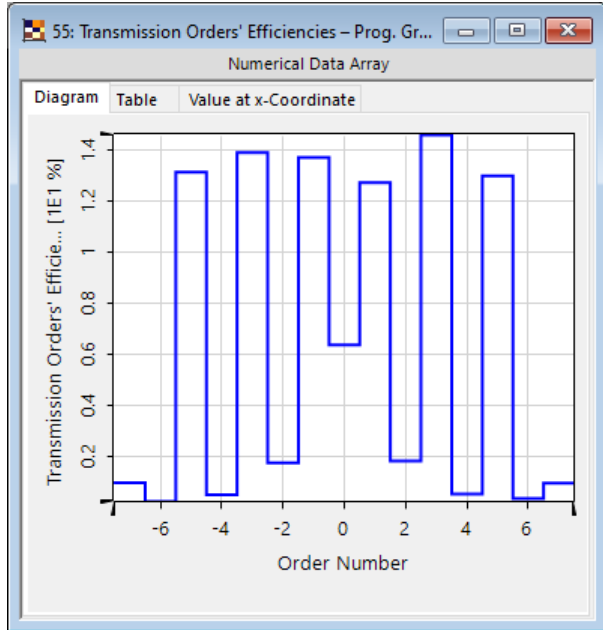 55: Transmission Orders' Efficiencies – Prog. Gr...
Numerical Data Array
Diagram Table Value at x-Coordinate
Transmission Orders' Efficie... [1E1 %]
1.4
1.2
1
0.8
0.6
0.4
0.2
-6 -4 -2 0 2 4 6
Order Number